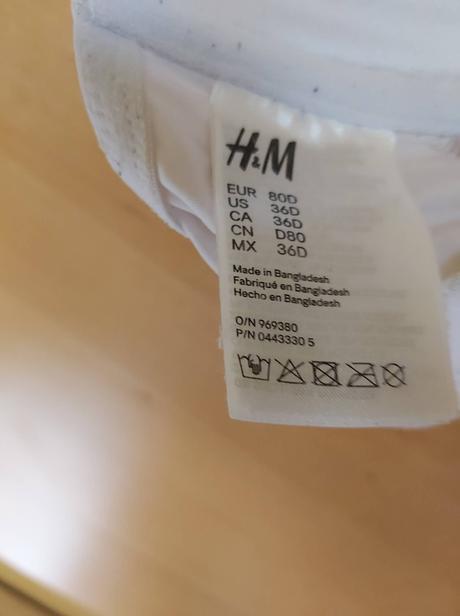 H&M
EUR 80D
US 36D
CA 36D
CN D80
MX 36D
Made in Bangladesh
Fabriqué en Bangladesh
Hecho en Bangladesh
O/N 969380
P/N 0443330 5